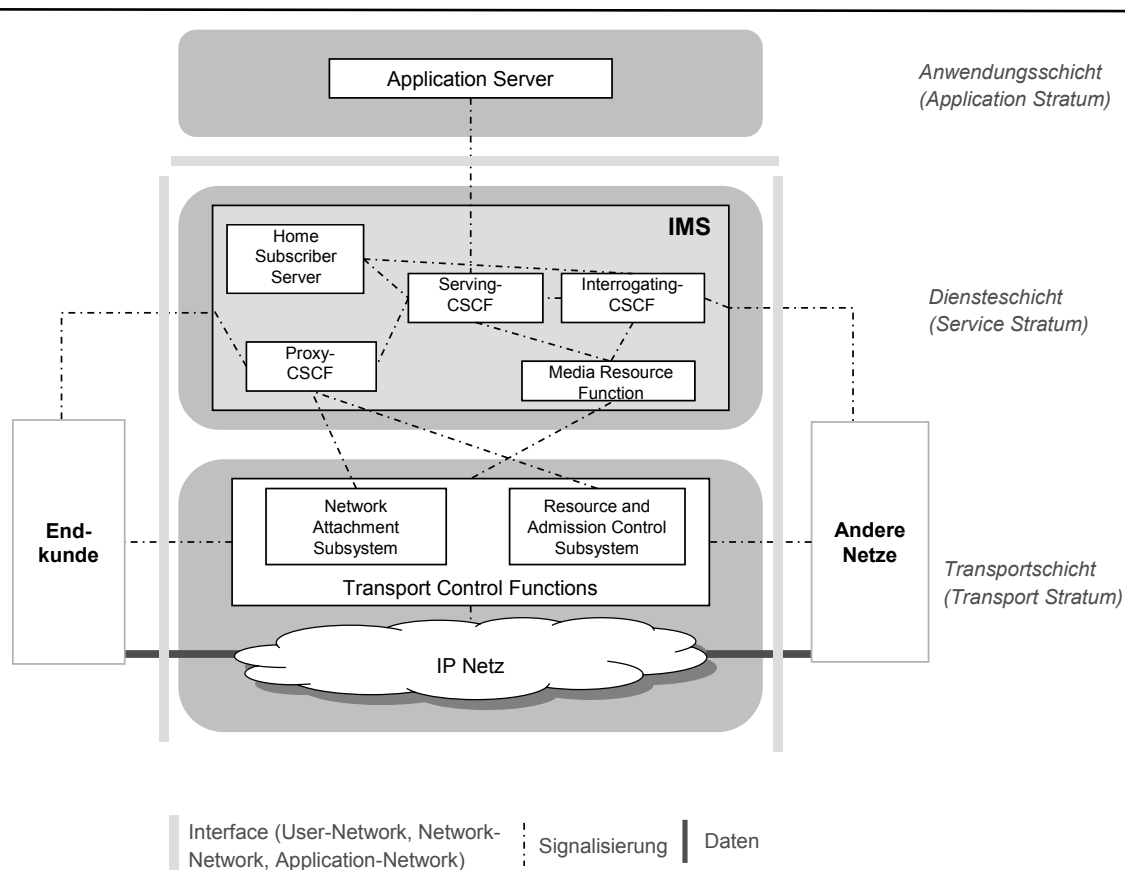 Application Server
Anwendungsschicht
(Application Stratum)
IMS
Home
Subscriber
Server
Serving-
CSCF
Interrogating-
CSCF
Diensteschicht
(Service Stratum)
Proxy-
CSCF
Media Resource
Function
End-
kunde
Network
Attachment
Subsystem
Resource and
Admission Control
Subsystem
Transport Control Functions
Andere
Netze
Transportschicht
(Transport Stratum)
IP Netz
Interface (User-Network, Network-
Network, Application-Network)
Signalisierung
Daten